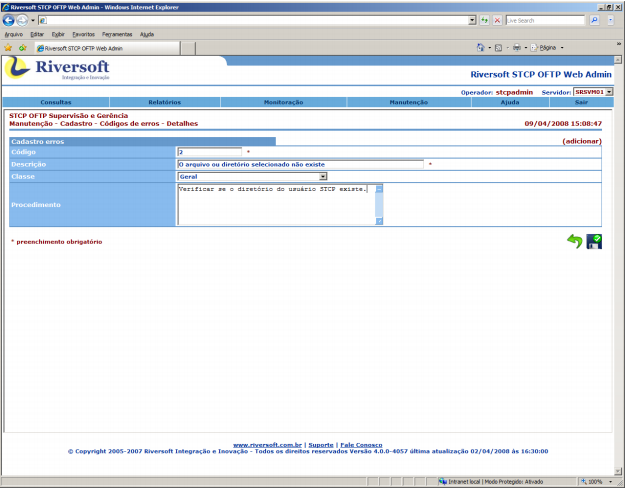 Riversoft STCP OFTP Web Admin - Windows Internet Explorer
Live Search
Arquivo Editar Exibir Favoritos Ferramentas Ajuda
Riversoft STCP OFTP Web Admin
Página
Riversoft
Integração e Inovação
Riversoft STCP OFTP Web Admin
Operador: stcpadmin Servidor: SRSVM01
Consultas Relatórios Monitoração Manutenção Ajuda Sair
STCP OFTP Supervisão e Gerência
Manutenção - Cadastro - Códigos de erros - Detalhes 09/04/2008 15:08:47
Cadastro erros (adicionar)
Código 2 *
Descrição O arquivo ou diretório selecionado não existe *
Classe Geral
Procedimento Verificar se o diretório do usuário STCP existe.
* preenchimento obrigatório
www.riversoft.com.br | Suporte | Fale Conosco
© Copyright 2005-2007 Riversoft Integração e Inovação - Todos os direitos reservados Versão 4.0.0-4057 última atualização 02/04/2008 às 16:30:00
Intranet local | Modo Protegido: Ativado 100%